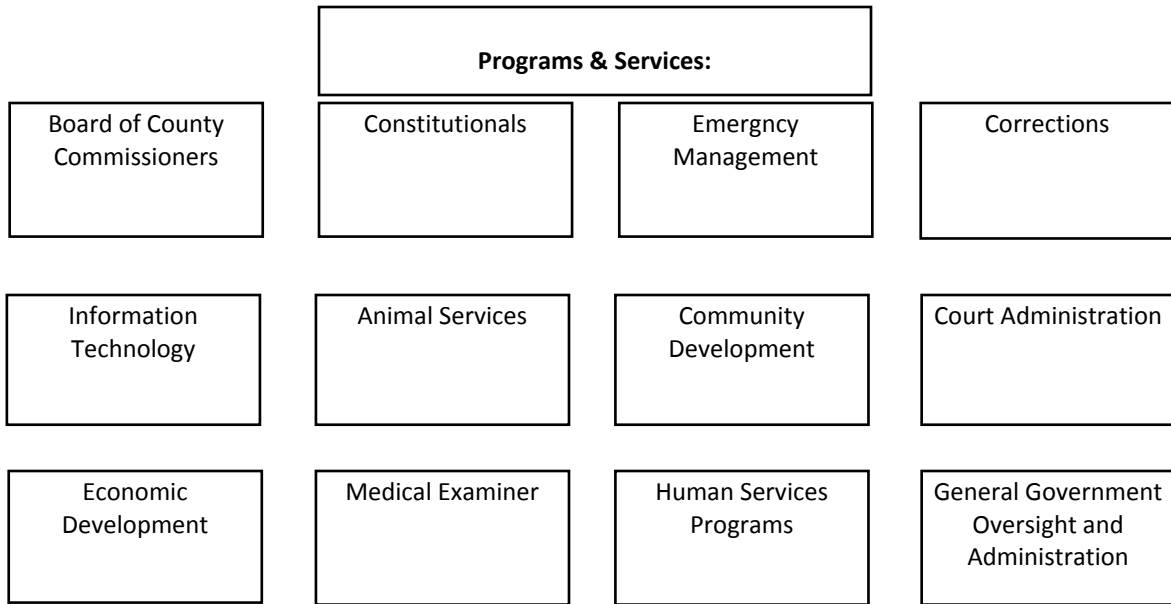 Programs & Services:
Board of County
Commissioners
Constitutionals
Emergncy
Management
Corrections
Information
Technology
Animal Services
Community
Development
Court Administration
Economic
Development
Medical Examiner
Human Services
Programs
General Government
Oversight and
Administration